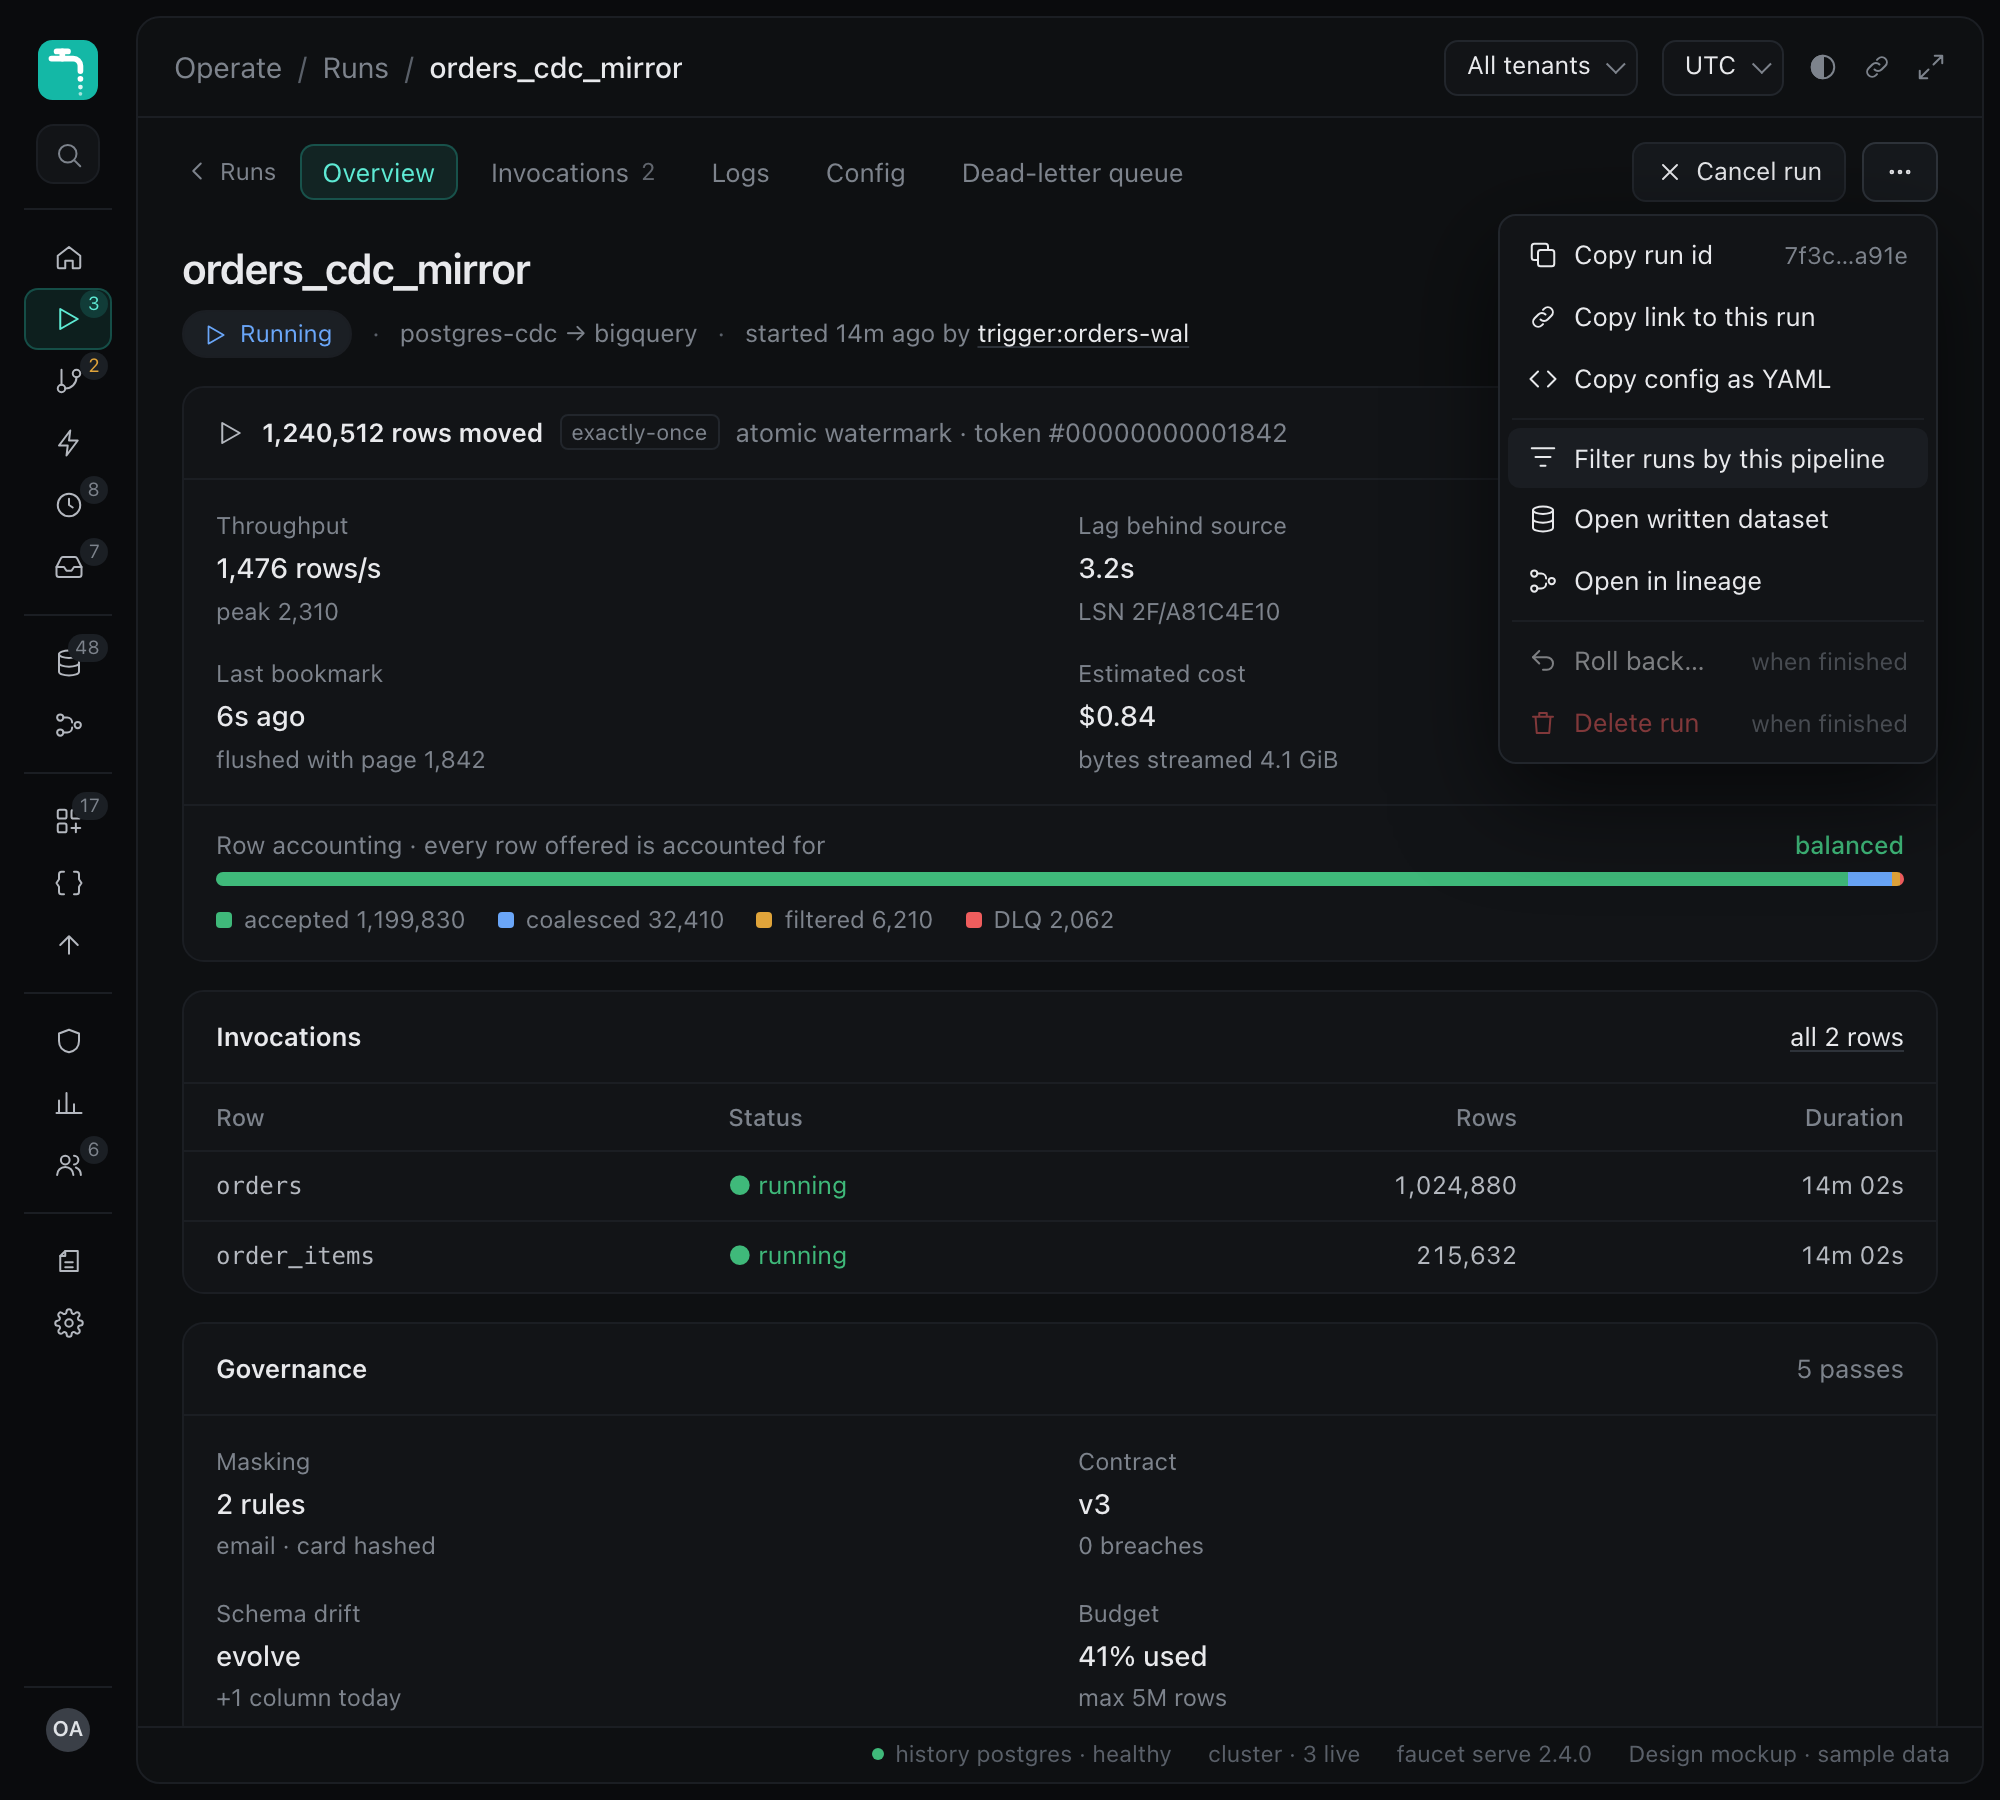 Operate / Runs / orders_cdc_mirror
All tenants
UTC
Runs
Overview
Invocations 2
Logs
Config
Dead-letter queue
Cancel run
...
3
2
8
7
48
17
6
OA
orders_cdc_mirror
Running · postgres-cdc → bigquery · started 14m ago by trigger:orders-wal
Copy run id 7f3c…a91e
Copy link to this run
Copy config as YAML
Filter runs by this pipeline
Open written dataset
Open in lineage
Roll back… when finished
Delete run when finished
1,240,512 rows moved exactly-once atomic watermark · token #00000000001842
Throughput
1,476 rows/s
peak 2,310
Lag behind source
3.2s
LSN 2F/A81C4E10
Last bookmark
6s ago
flushed with page 1,842
Estimated cost
$0.84
bytes streamed 4.1 GiB
Row accounting · every row offered is accounted for balanced
accepted 1,199,830 coalesced 32,410 filtered 6,210 DLQ 2,062
Invocations all 2 rows
Row Status Rows Duration
orders running 1,024,880 14m 02s
order_items running 215,632 14m 02s
Governance 5 passes
Masking
2 rules
email · card hashed
Contract
v3
0 breaches
Schema drift
evolve
+1 column today
Budget
41% used
max 5M rows
history postgres · healthy cluster · 3 live faucet serve 2.4.0 Design mockup · sample data